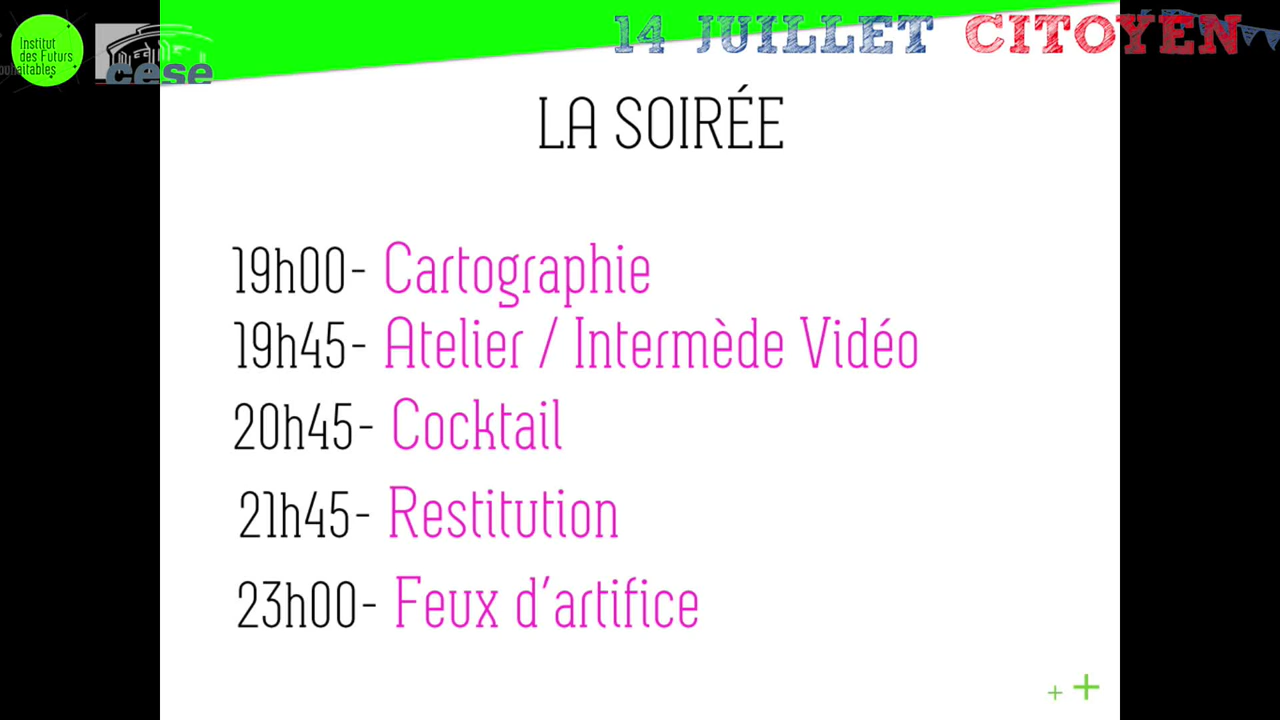 Institut
des Futurs
ouhaitables
cese
14 JUILLET CITOYEN
LA SOIRÉE
19h00- Cartographie
19h45- Atelier / Intermède Vidéo
20h45- Cocktail
21h45- Restitution
23h00- Feux d'artifice